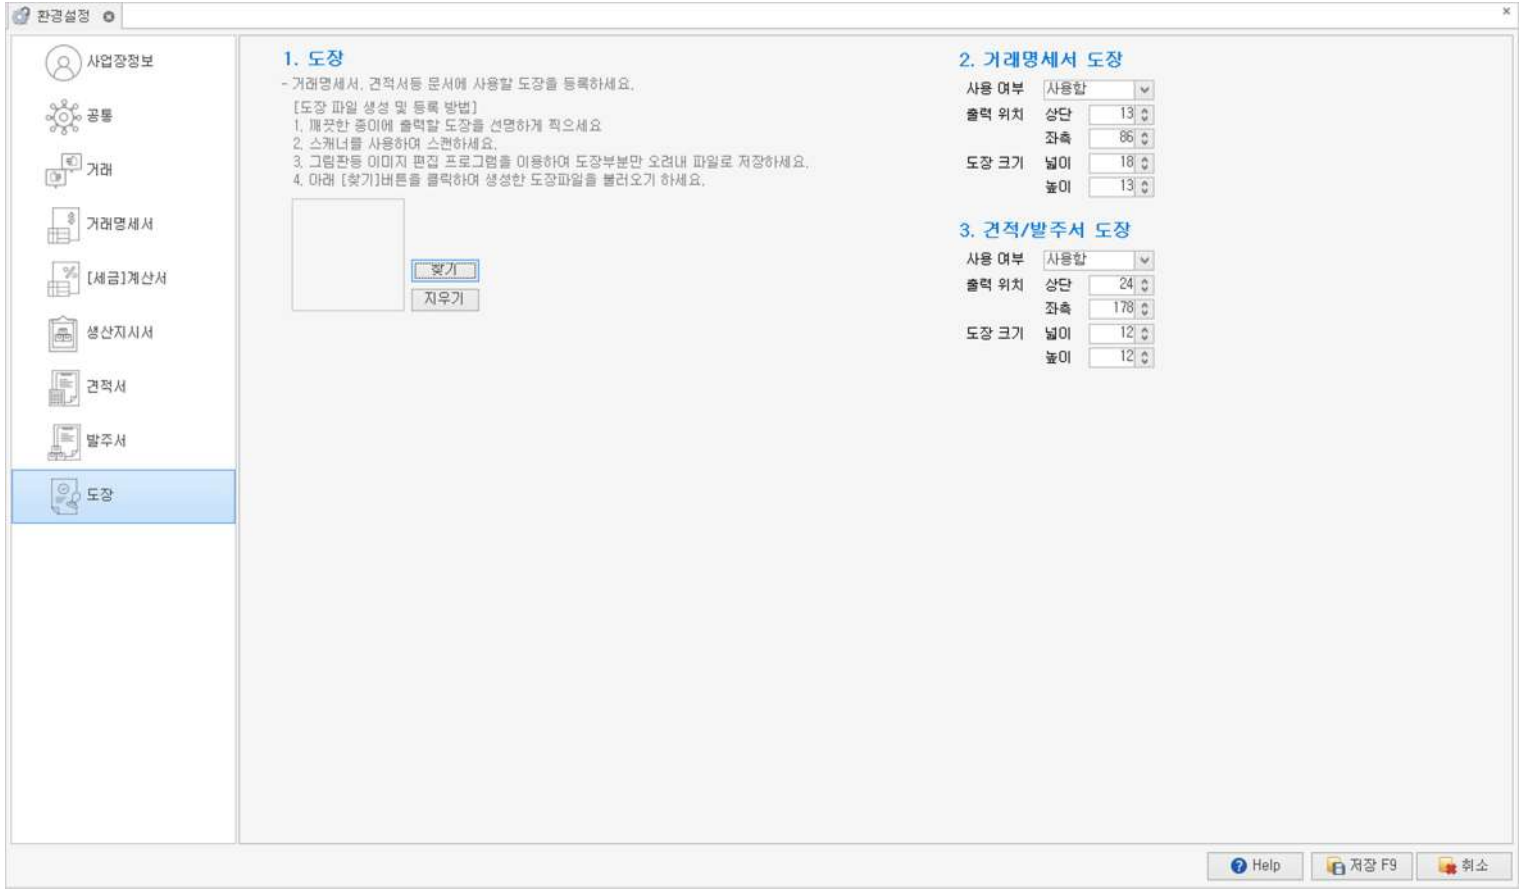 환경설정
사업장정보
공통
거래
거래명세서
[세금]계산서
생산지시서
견적서
발주서
도장
1. 도장
- 거래명세서, 견적서등 문서에 사용할 도장을 등록하세요.
[도장 파일 생성 및 등록 방법]
1. 깨끗한 종이에 출력할 도장을 선명하게 찍으세요
2. 스캐너를 사용하여 스캔하세요.
3. 그림판등 이미지 편집 프로그램을 이용하여 도장부분만 오려내 파일로 저장하세요.
4. 아래 [찾기]버튼을 클릭하여 생성한 도장파일을 불러오기 하세요.
찾기
지우기
2. 거래명세서 도장
사용 여부 사용함
출력 위치 상단 13
좌측 86
도장 크기 넓이 18
높이 13
3. 견적/발주서 도장
사용 여부 사용함
출력 위치 상단 24
좌측 178
도장 크기 넓이 12
높이 12
Help 저장 F9 취소